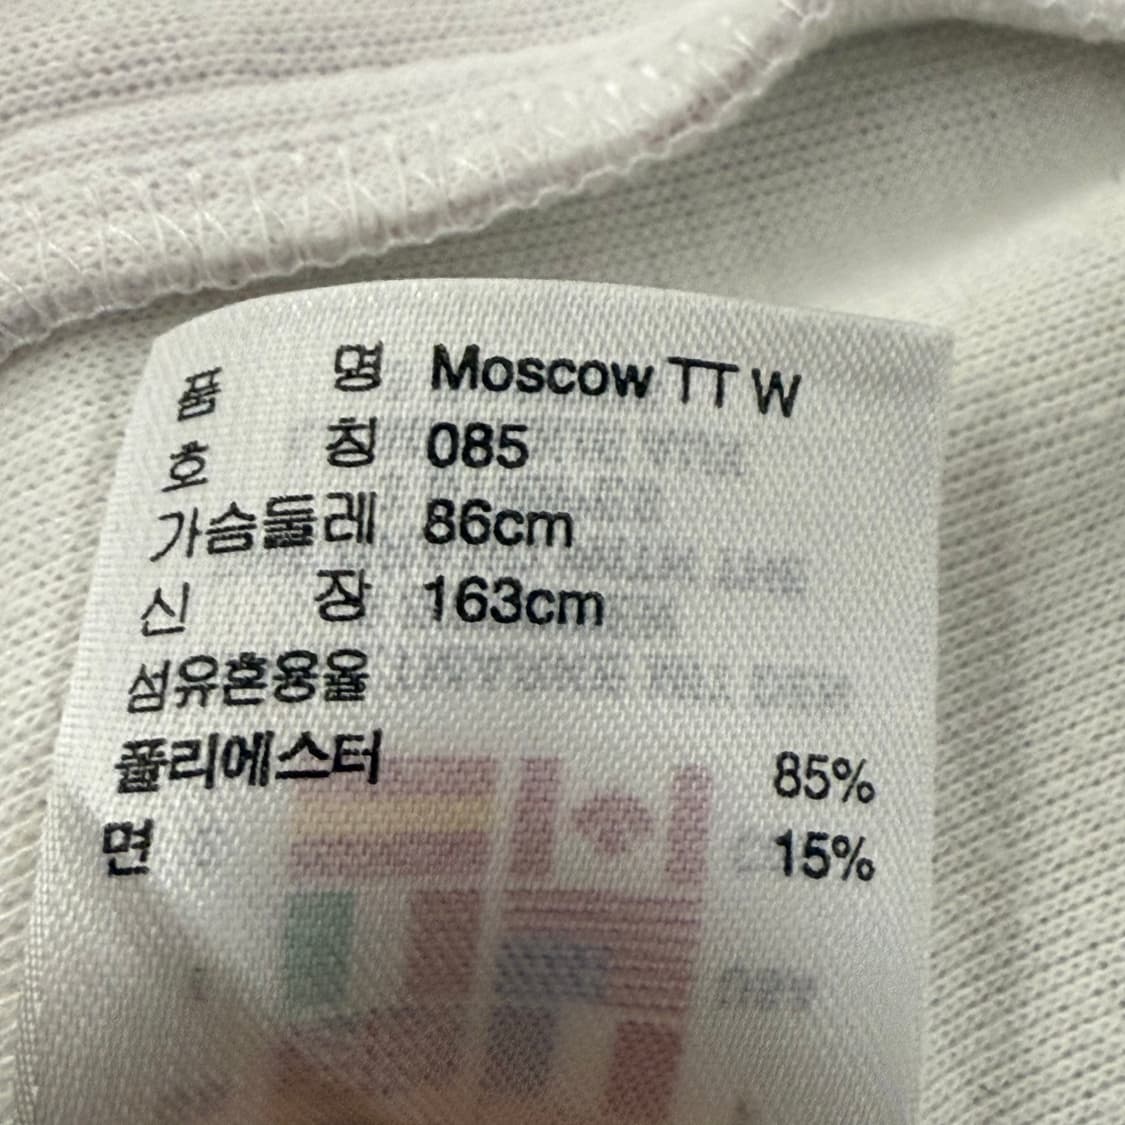 품 명 Moscow TT W
호 칭 085
가슴둘레 86cm
신 장 163cm
섬유혼용율
폴리에스터 85%
면 15%